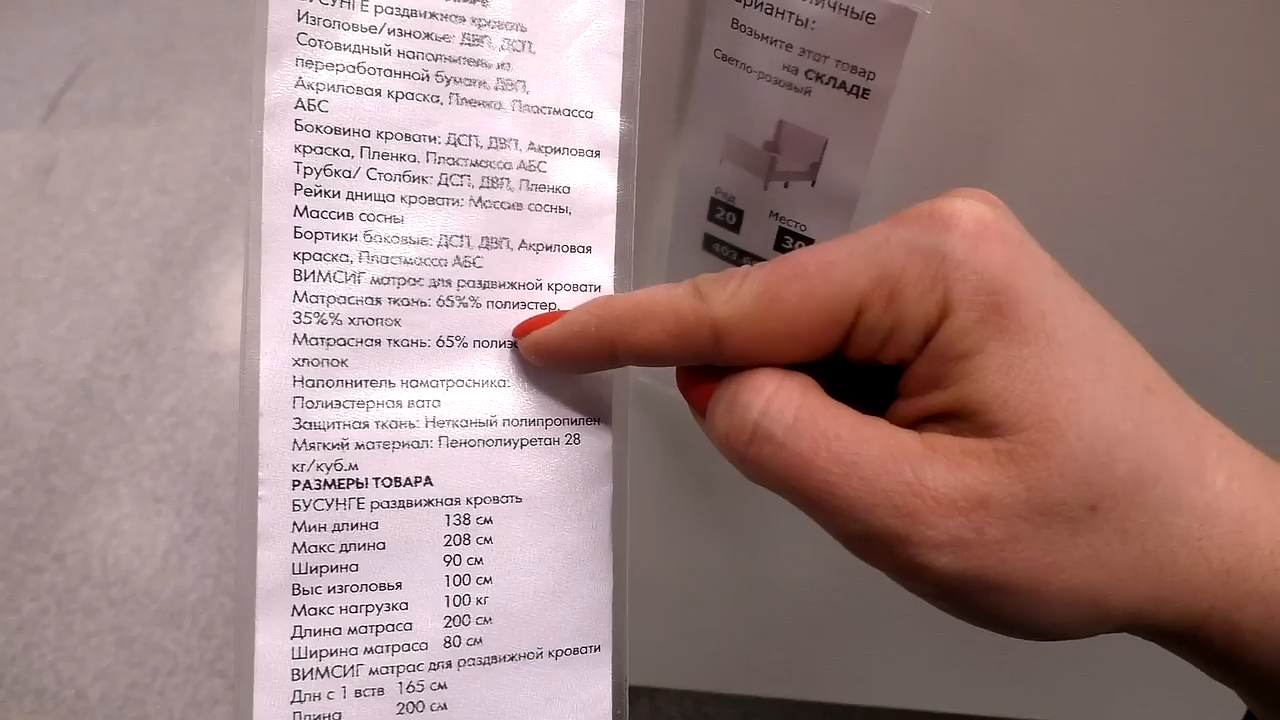 БУСУНГЕ раздвижная кровать
Изголовье/изножье: ДВП, ДСП,
Сотовидный наполнитель из
переработанной бумаги, ДВП,
Акриловая краска, Пленка, Пластмасса
АБС
Боковина кровати: ДСП, ДВП, Акриловая
краска, Пленка, Пластмасса АБС
Трубка/ Столбик: ДСП, ДВП, Пленка
Рейки днища кровати: Массив сосны,
Массив сосны
Бортики боковые: ДСП, ДВП, Акриловая
краска, Пластмасса АБС
ВИМСИГ матрас для раздвижной кровати
Матрасная ткань: 65%% полиэстер,
35%% хлопок
Матрасная ткань: 65%
хлопок
Наполнитель наматрасника:
Полиэстерная вата
Защитная ткань: Нетканый полипропилен
Мягкий материал: Пенополиуретан 28
кг/куб.м
РАЗМЕРЫ ТОВАРА
БУСУНГЕ раздвижная кровать
Мин длина 138 см
Макс длина 208 см
Ширина 90 см
Выс изголовья 100 см
Макс нагрузка 100 кг
Длина матраса 200 см
Ширина матраса 80 см
ВИМСИГ матрас для раздвижной кровати
Длн с 1 вств 165 см
Длина 200 см
Возьмите этот товар
на СКЛАДЕ
Светло-розовый
Ряд
20
Место
30